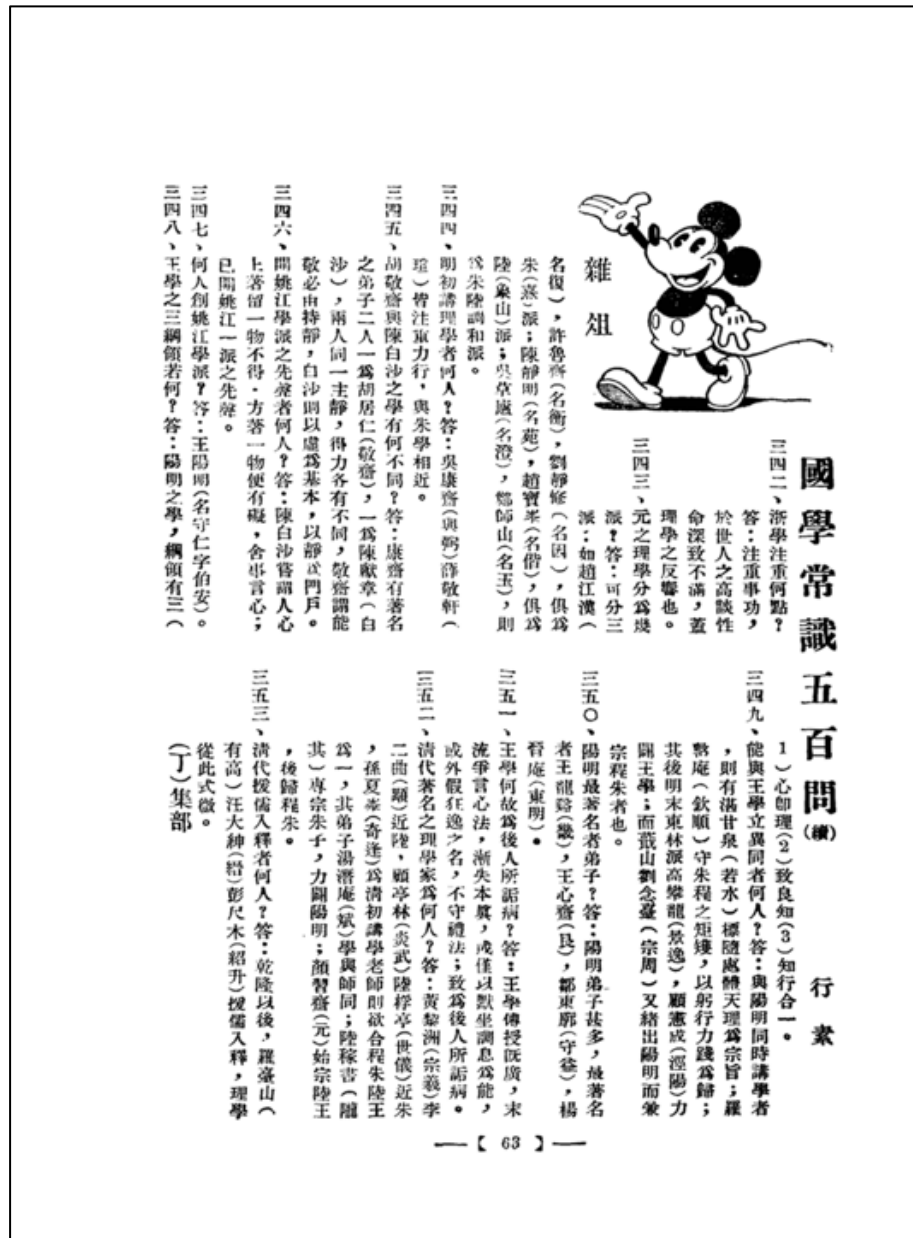 雜俎
國學常識五百問(續)
行素
三四二、浙學注重何點?
答:注重事功,
於世人之高談性
命深致不滿,蓋
理學之反響也。
三四三、元之理學分爲幾
派?答:可分三
派:如趙江漢(
名復),許魯齋(名衡),劉靜修(名因),俱爲
朱(熹)派;陳靜明(名苑),趙寶峯(名偕),俱爲
陸(象山)派;吳草廬(名澄),鄭師山(名玉),則
爲朱陸調和派。
三四四、明初講理學者何人?答:吳康齋(與弼)薛敬軒(
瑄)皆注重力行,與朱學相近。
三四五、胡敬齋與陳白沙之學有何不同?答:康齋有著名
之弟子二人一爲胡居仁(敬齋),一爲陳獻章(白
沙),兩人同一主靜,得力各有不同,敬齋謂能
敬必由持靜,白沙則以虛爲基本,以靜爲門戶。
三四六、開姚江學派之先聲者何人?答:陳白沙嘗謂人心
上著留一物不得,方著一物便有礙,舍事言心;
已開姚江一派之先聲。
三四七、何人創姚江學派?答:王陽明(名守仁字伯安)。
三四八、王學之三綱領若何?答:陽明之學,綱領有三(
1)心卽理(2)致良知(3)知行合一。
三四九、能與王學立異同者何人?答:與陽明同時講學者
,則有湛甘泉(若水)標隨處體天理爲宗旨;羅
整庵(欽順)守朱程之矩矱,以躬行力踐爲歸;
其後明末東林派高攀龍(景逸),顧憲成(涇陽)力
闢王學;而蕺山劉念臺(宗周)又緒出陽明而兼
宗程朱者也。
三五〇、陽明最著名者弟子?答:陽明弟子甚多,最著名
者王龍谿(畿),王心齋(艮),鄒東廓(守益),楊
晉庵(東明)。
三五一、王學何故爲後人所詬病?答:王學傳授旣廣,末
流爭言心法,漸失本眞,或僅以默坐調息爲能,
或外假狂逸之名,不守禮法;致爲後人所詬病。
三五二、清代著名之理學家爲何人?答:黃黎洲(宗羲)李
二曲(顒)近陸,顧亭林(炎武)陸桴亭(世儀)近朱
,孫夏峯(奇逢)爲清初講學老師則欲合程朱陸王
爲一,其弟子湯潛庵(斌)學與師同;陸稼書(隴
其)專宗朱子,力闢陽明;顏習齋(元)始宗陸王
,後歸程朱。
三五三、清代援儒入釋者何人?答:乾隆以後,羅臺山(
有高)汪大紳(縉)彭尺木(紹升)援儒入釋,理學
從此式微。
(丁)集部
【 63 】